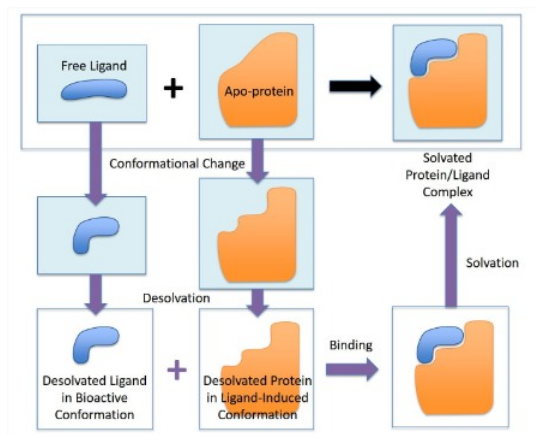 Free Ligand
+
Apo-protein
Conformational Change
Solvated
Protein/Ligand
Complex
Desolvation
Solvation
Desolvated Ligand
in Bioactive
Conformation
+
Desolvated Protein
in Ligand-Induced
Conformation
Binding